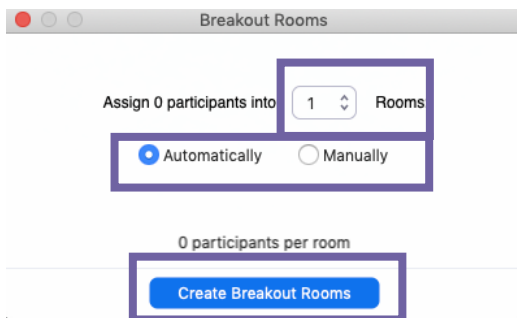 Breakout Rooms
Assign 0 participants into 1 Rooms
Automatically Manually
0 participants per room
Create Breakout Rooms